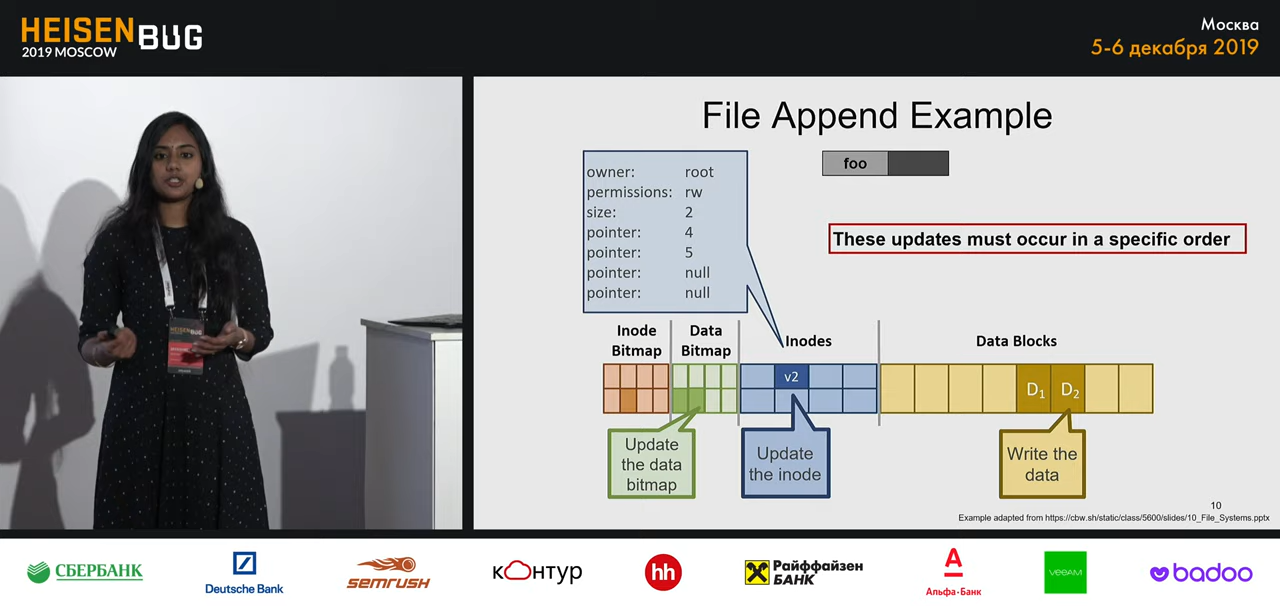 HEISENBUG
2019 MOSCOW
Москва
5-6 декабря 2019
File Append Example
owner: root
permissions: rw
size: 2
pointer: 4
pointer: 5
pointer: null
pointer: null
foo
These updates must occur in a specific order
Inode Bitmap
Data Bitmap
Inodes
Data Blocks
v2
D1
D2
Update the data bitmap
Update the inode
Write the data
10
Example adapted from https://cbw.sh/static/class/5600/slides/10_File_Systems.pptx
HEISENBUG
СБЕРБАНК
Deutsche Bank
semrush
контур
hh
Райффайзен БАНК
А
Альфа·Банк
veeam
badoo